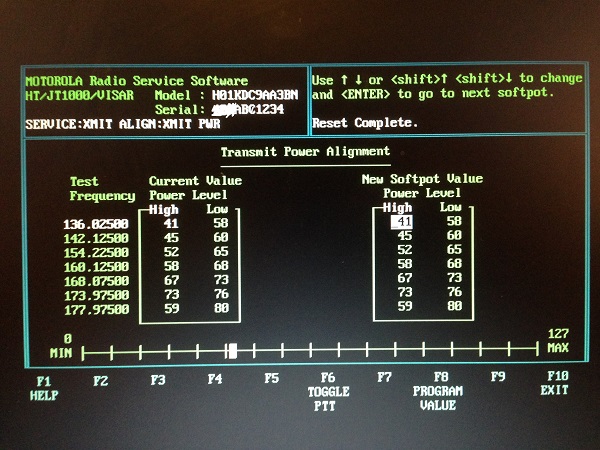 MOTOROLA Radio Service Software
HT/JT1000/VISAR Model : H01KDC9AA3BN
Serial: ABC1234
SERVICE:XMIT ALIGN:XMIT PWR
Use ↑ ↓ or <shift>↑ <shift>↓ to change
and <ENTER> to go to next softpot.
Reset Complete.
Transmit Power Alignment
Test Current Value New Softpot Value
Frequency Power Level Power Level
High Low High Low
136.02500 41 58 41 58
142.12500 45 60 45 60
154.22500 52 65 52 65
160.12500 58 68 58 68
168.07500 67 73 67 73
173.97500 73 76 73 76
177.97500 59 80 59 80
0 127
MIN MAX
F1 F2 F3 F4 F5 F6 F7 F8 F9 F10
HELP TOGGLE PROGRAM EXIT
PTT VALUE